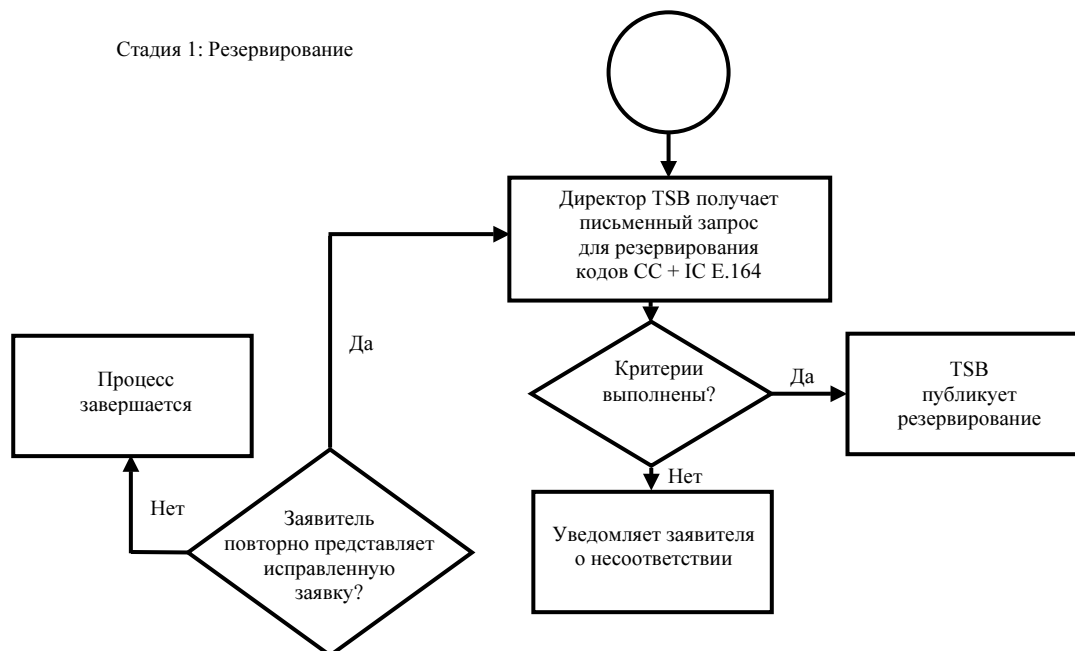 Стадия 1: Резервирование
Директор TSB получает
письменный запрос
для резервирования
кодов CC + IC E.164
Да
Критерии
выполнены?
Да
TSB
публикует
резервирование
Процесс
завершается
Нет
Нет
Заявитель
повторно представляет
исправленную
заявку?
Уведомляет заявителя
о несоответствии